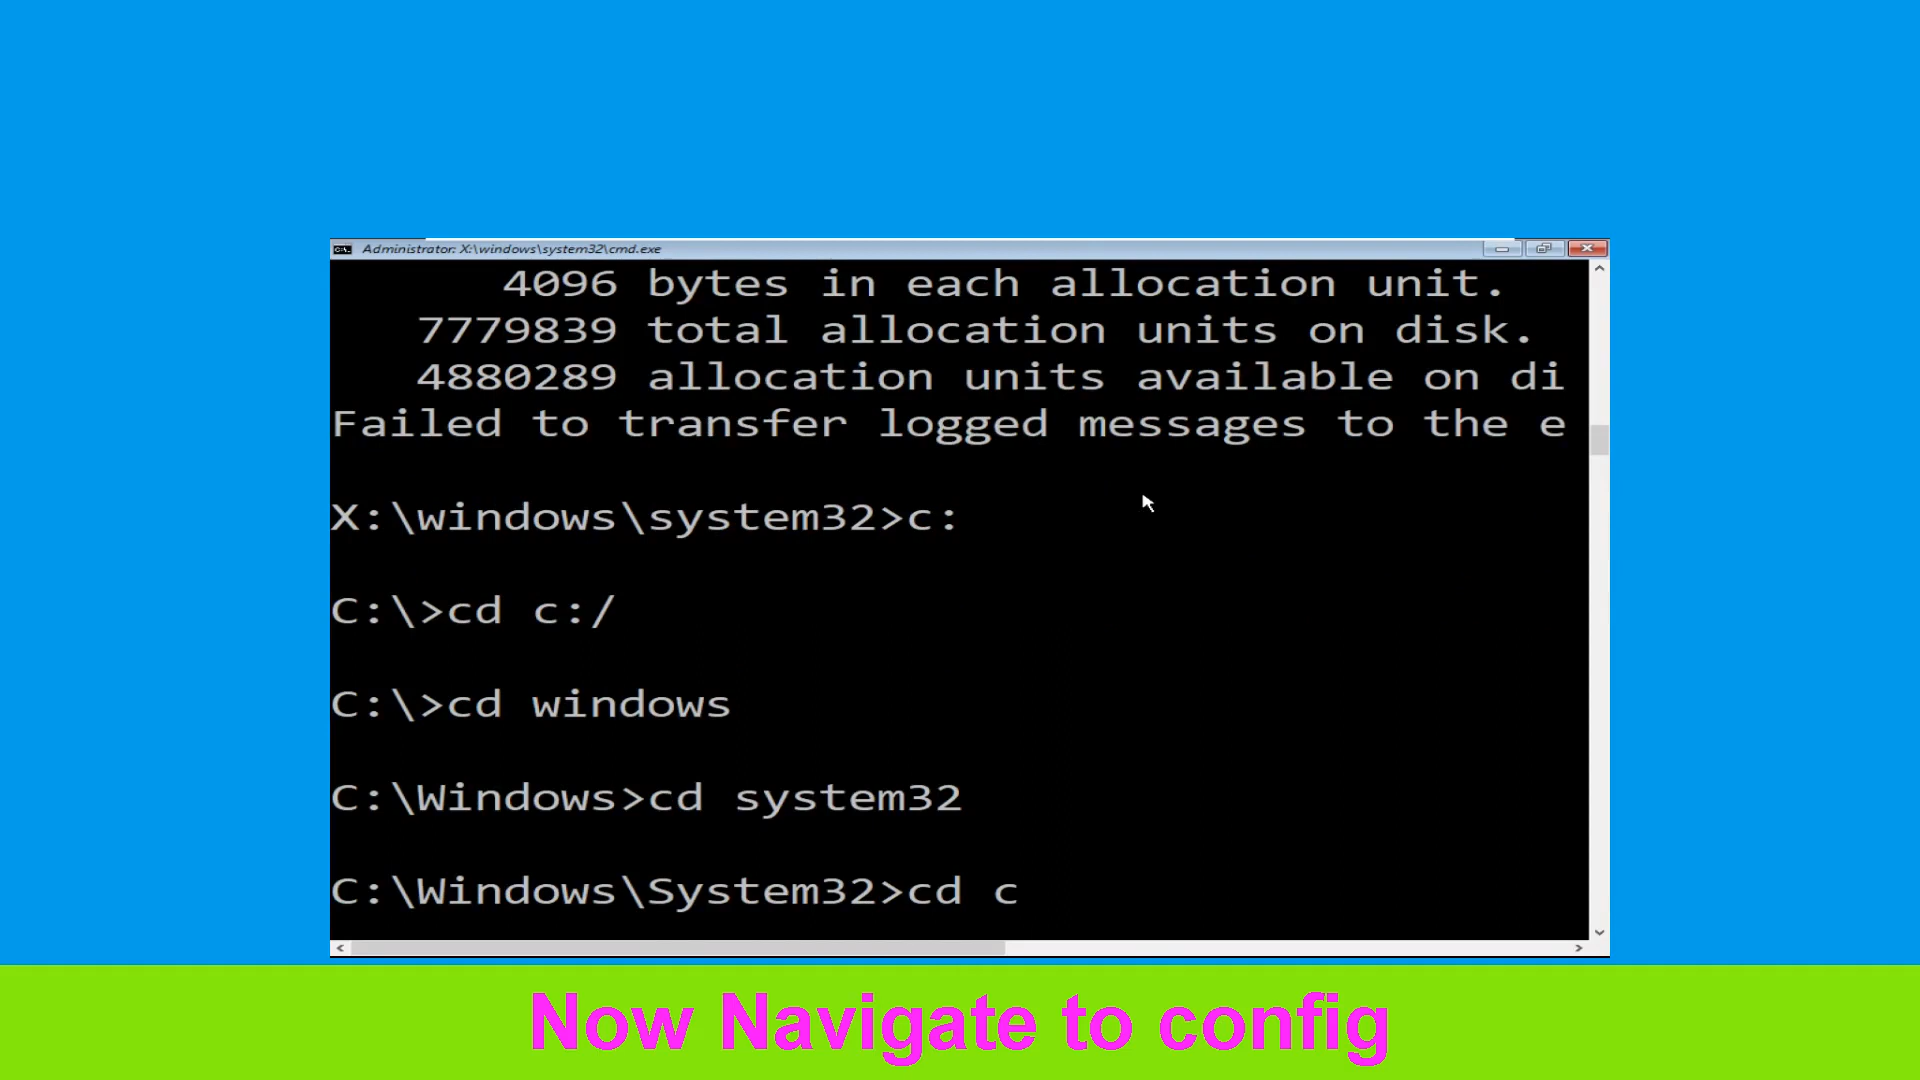 Administrator: X:\windows\system32\cmd.exe
4096 bytes in each allocation unit.
7779839 total allocation units on disk.
4880289 allocation units available on di
Failed to transfer logged messages to the e
X:\windows\system32>c:
C:\>cd c:/
C:\>cd windows
C:\Windows>cd system32
C:\Windows\System32>cd c
Now Navigate to config